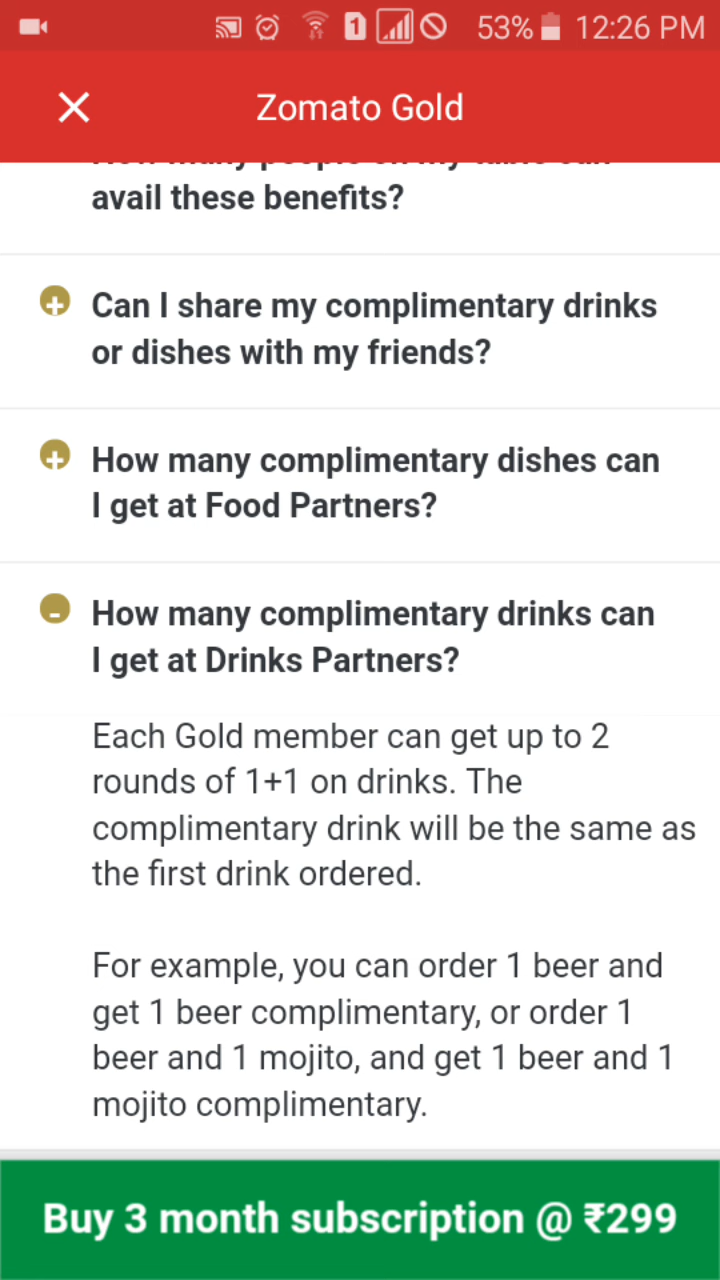 53% 12:26 PM
Zomato Gold
avail these benefits?
Can I share my complimentary drinks
or dishes with my friends?
How many complimentary dishes can
I get at Food Partners?
How many complimentary drinks can
I get at Drinks Partners?
Each Gold member can get up to 2
rounds of 1+1 on drinks. The
complimentary drink will be the same as
the first drink ordered.
For example, you can order 1 beer and
get 1 beer complimentary, or order 1
beer and 1 mojito, and get 1 beer and 1
mojito complimentary.
Buy 3 month subscription @ ₹299